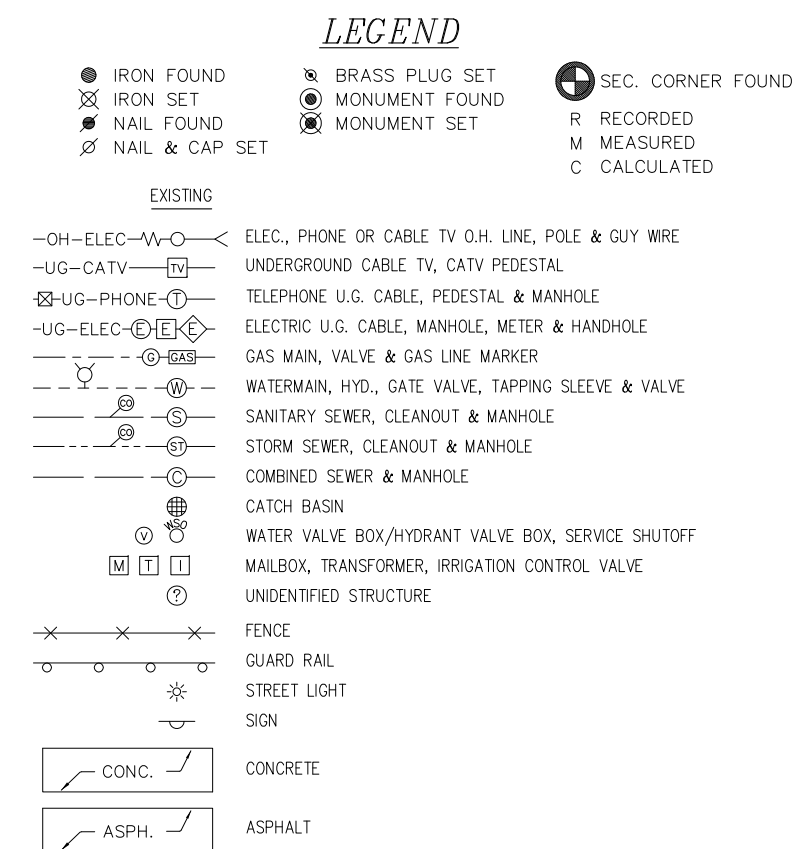 LEGEND
IRON FOUND
IRON SET
NAIL FOUND
NAIL & CAP SET
BRASS PLUG SET
MONUMENT FOUND
MONUMENT SET
SEC. CORNER FOUND
R RECORDED
M MEASURED
C CALCULATED
EXISTING
OH-ELEC ELEC., PHONE OR CABLE TV O.H. LINE, POLE & GUY WIRE
UG-CATV TV UNDERGROUND CABLE TV, CATV PEDESTAL
UG-PHONE T TELEPHONE U.G. CABLE, PEDESTAL & MANHOLE
UG-ELEC E E E ELECTRIC U.G. CABLE, MANHOLE, METER & HANDHOLE
G GAS GAS MAIN, VALVE & GAS LINE MARKER
W WATERMAIN, HYD., GATE VALVE, TAPPING SLEEVE & VALVE
CO S SANITARY SEWER, CLEANOUT & MANHOLE
CO ST STORM SEWER, CLEANOUT & MANHOLE
C COMBINED SEWER & MANHOLE
CATCH BASIN
V WSO WATER VALVE BOX/HYDRANT VALVE BOX, SERVICE SHUTOFF
M T I MAILBOX, TRANSFORMER, IRRIGATION CONTROL VALVE
? UNIDENTIFIED STRUCTURE
FENCE
GUARD RAIL
STREET LIGHT
SIGN
CONC. CONCRETE
ASPH. ASPHALT